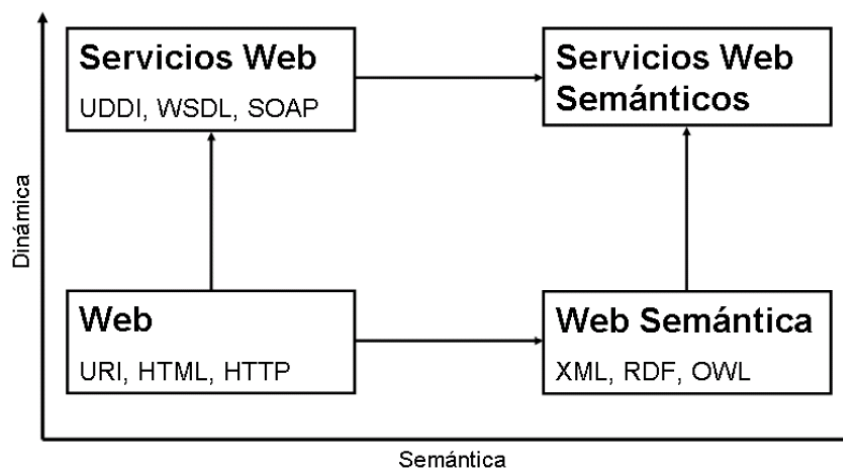 Servicios Web
UDDI, WSDL, SOAP
Servicios Web
Semánticos
Dinámica
Web
URI, HTML, HTTP
Web Semántica
XML, RDF, OWL
Semántica